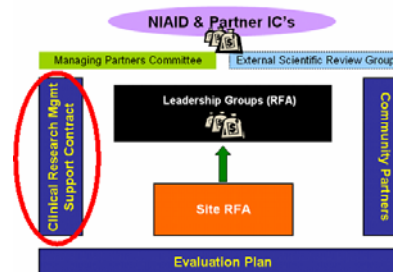 NIAID & Partner IC's
Managing Partners Committee
External Scientific Review Group
Clinical Research Mgmt
Support Contract
Leadership Groups (RFA)
Community
Partners
Site RFA
Evaluation Plan